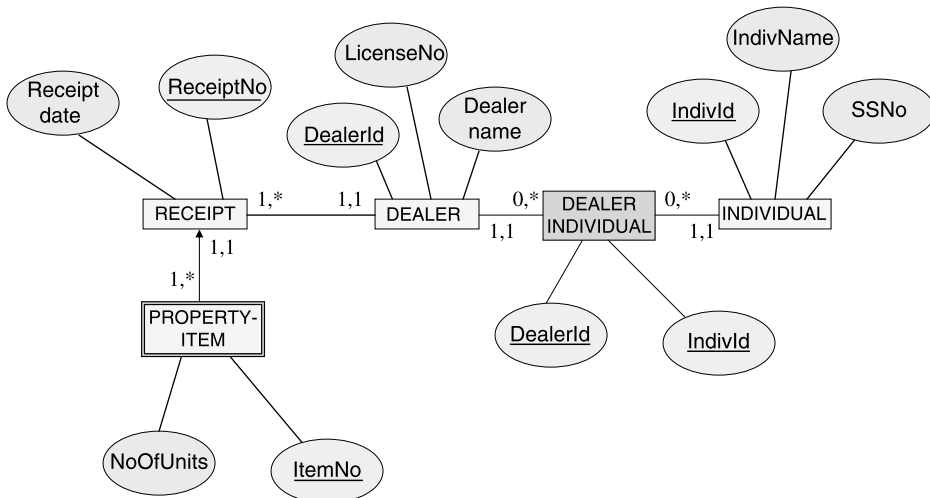 IndivName
LicenseNo
Receipt
date
ReceiptNo
DealerId
Dealer
name
IndivId
SSNo
RECEIPT
1,*
1,1
DEALER
1,1
0,*
DEALER
INDIVIDUAL
0,*
1,1
INDIVIDUAL
1,1
1,*
PROPERTY-
ITEM
DealerId
IndivId
NoOfUnits
ItemNo